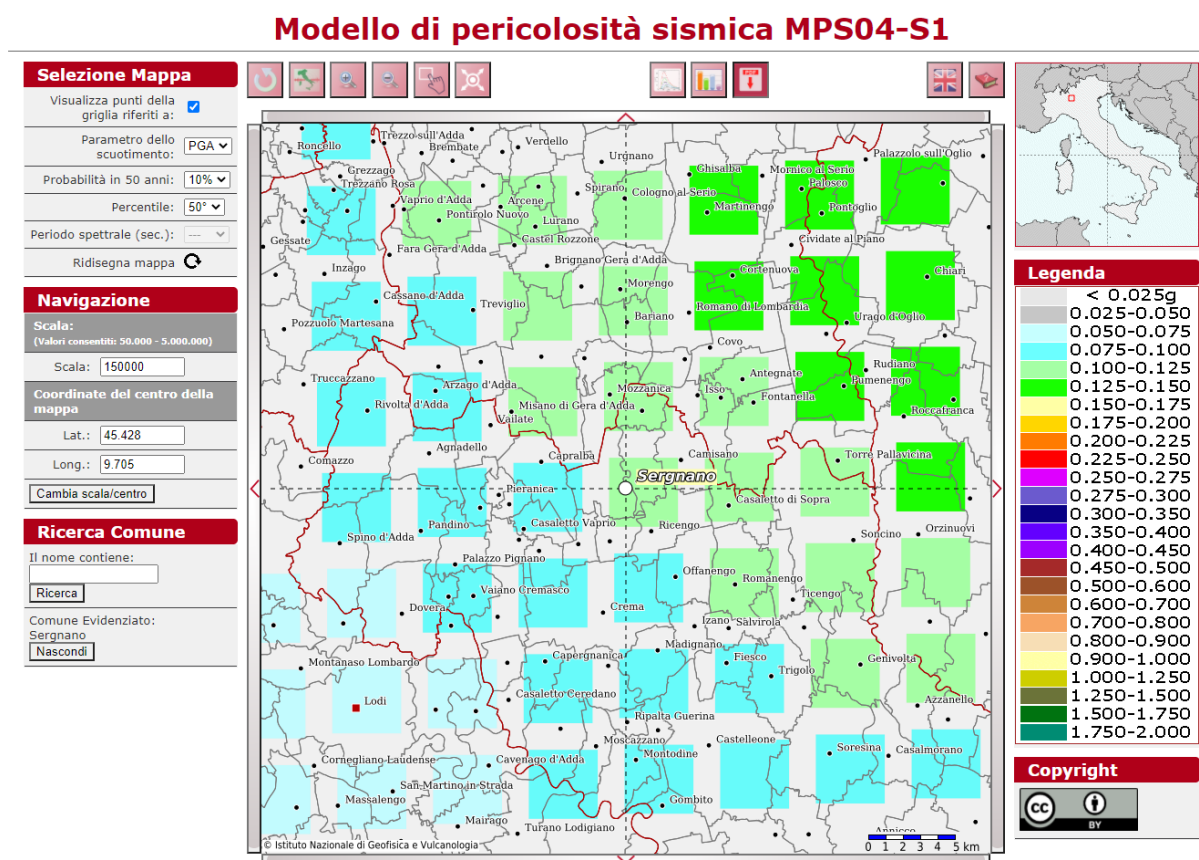 Modello di pericolosità sismica MPS04-S1
Selezione Mappa
Visualizza punti della
griglia riferiti a:
Parametro dello
scuotimento:
PGA
Probabilità in 50 anni:
10%
Percentile:
50°
Periodo spettrale (sec.):
---
Ridisegna mappa
Navigazione
Scala:
(Valori consentiti: 50.000 - 5.000.000)
Scala:
150000
Coordinate del centro della
mappa
Lat.:
45.428
Long.:
9.705
Cambia scala/centro
Ricerca Comune
Il nome contiene:
Ricerca
Comune Evidenziato:
Sergnano
Nascondi
Roncello
Trezzo sull'Adda
Brembate
Verdello
Urgnano
Ghisalba
Mornico al Serio
Palazzolo sull'Oglio
Grezzago
Trezzano Rosa
Vaprio d'Adda
Pontirolo Nuovo
Arcene
Lurano
Spirano
Cologno al Serio
Martinengo
Palosco
Pontoglio
Gessate
Fara Gera d'Adda
Castel Rozzone
Cividate al Piano
Inzago
Brignano Gera d'Adda
Cortenuova
Chiari
Cassano d'Adda
Treviglio
Morengo
Bariano
Romano di Lombardia
Urago d'Oglio
Pozzuolo Martesana
Covo
Rudiano
Truccazzano
Arzago d'Adda
Mozzanica
Isso
Antegnate
Fontanella
Pumenengo
Rivolta d'Adda
Misano di Gera d'Adda
Vailate
Roccafranca
Agnadello
Capralba
Camisano
Torre Pallavicina
Comazzo
Sergnano
Pieranica
Casaletto di Sopra
Spino d'Adda
Pandino
Casaletto Vaprio
Ricengo
Soncino
Orzinuovi
Palazzo Pignano
Offanengo
Romanengo
Dovera
Vaiano Cremasco
Crema
Ticengo
Izano
Salvirola
Madignano
Montanaso Lombardo
Capergnanica
Fiesco
Trigolo
Genivolta
Lodi
Casaletto Ceredano
Azzanello
Ripalta Guerina
Moscazzano
Castelleone
Soresina
Casalmorano
Cornegliano Laudense
Cavenago d'Adda
Montodine
San Martino in Strada
Massalengo
Gombito
Mairago
Turano Lodigiano
Annicco
© Istituto Nazionale di Geofisica e Vulcanologia
0 1 2 3 4 5 km
Legenda
< 0.025g
0.025-0.050
0.050-0.075
0.075-0.100
0.100-0.125
0.125-0.150
0.150-0.175
0.175-0.200
0.200-0.225
0.225-0.250
0.250-0.275
0.275-0.300
0.300-0.350
0.350-0.400
0.400-0.450
0.450-0.500
0.500-0.600
0.600-0.700
0.700-0.800
0.800-0.900
0.900-1.000
1.000-1.250
1.250-1.500
1.500-1.750
1.750-2.000
Copyright
cc
BY